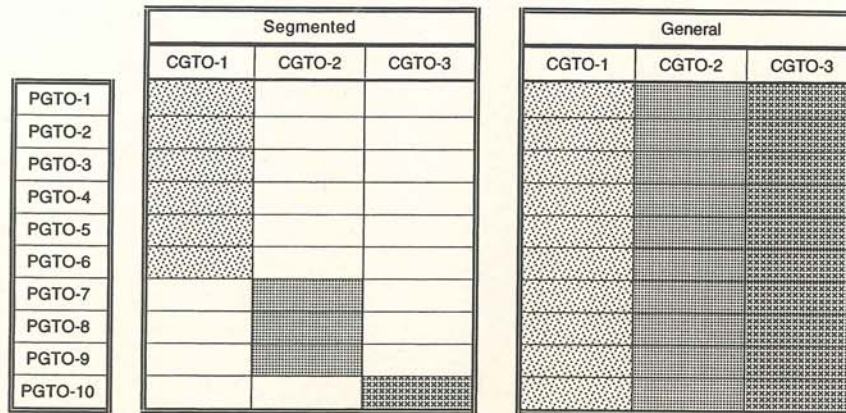 Segmented General
CGTO-1 CGTO-2 CGTO-3 CGTO-1 CGTO-2 CGTO-3
PGTO-1
PGTO-2
PGTO-3
PGTO-4
PGTO-5
PGTO-6
PGTO-7
PGTO-8
PGTO-9
PGTO-10